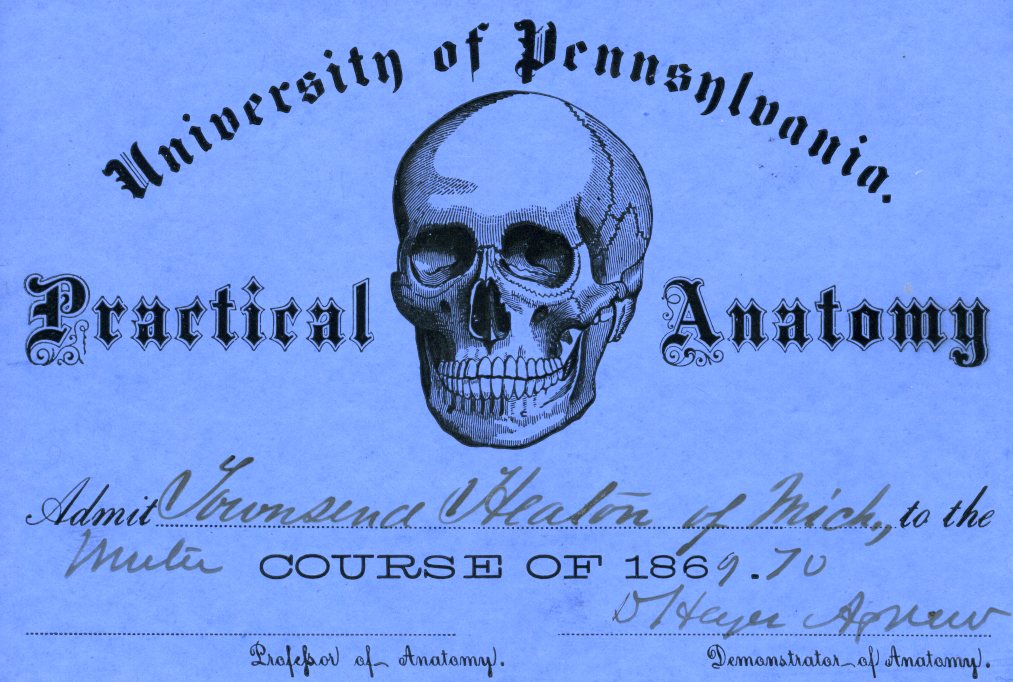 University of Pennsylvania.
Practical Anatomy
Admit Townsend Heaton of Mich., to the
Winter COURSE OF 1869.70
D Hayes Agnew
Professor of Anatomy. Demonstrator of Anatomy.